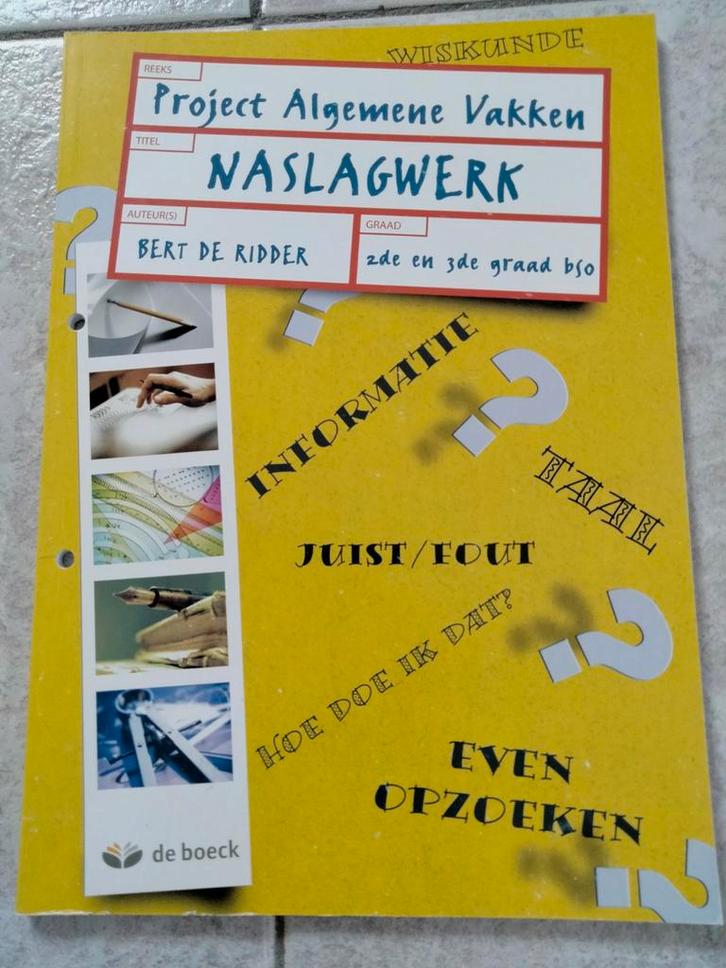 WISKUNDE
REEKS
Project Algemene Vakken
TITEL
NASLAGWERK
AUTEUR(S)
BERT DE RIDDER
GRAAD
2de en 3de graad bso
INFORMATIE
TAAL
JUIST/FOUT
HOE DOE IK DAT?
EVEN
OPZOEKEN
de boeck